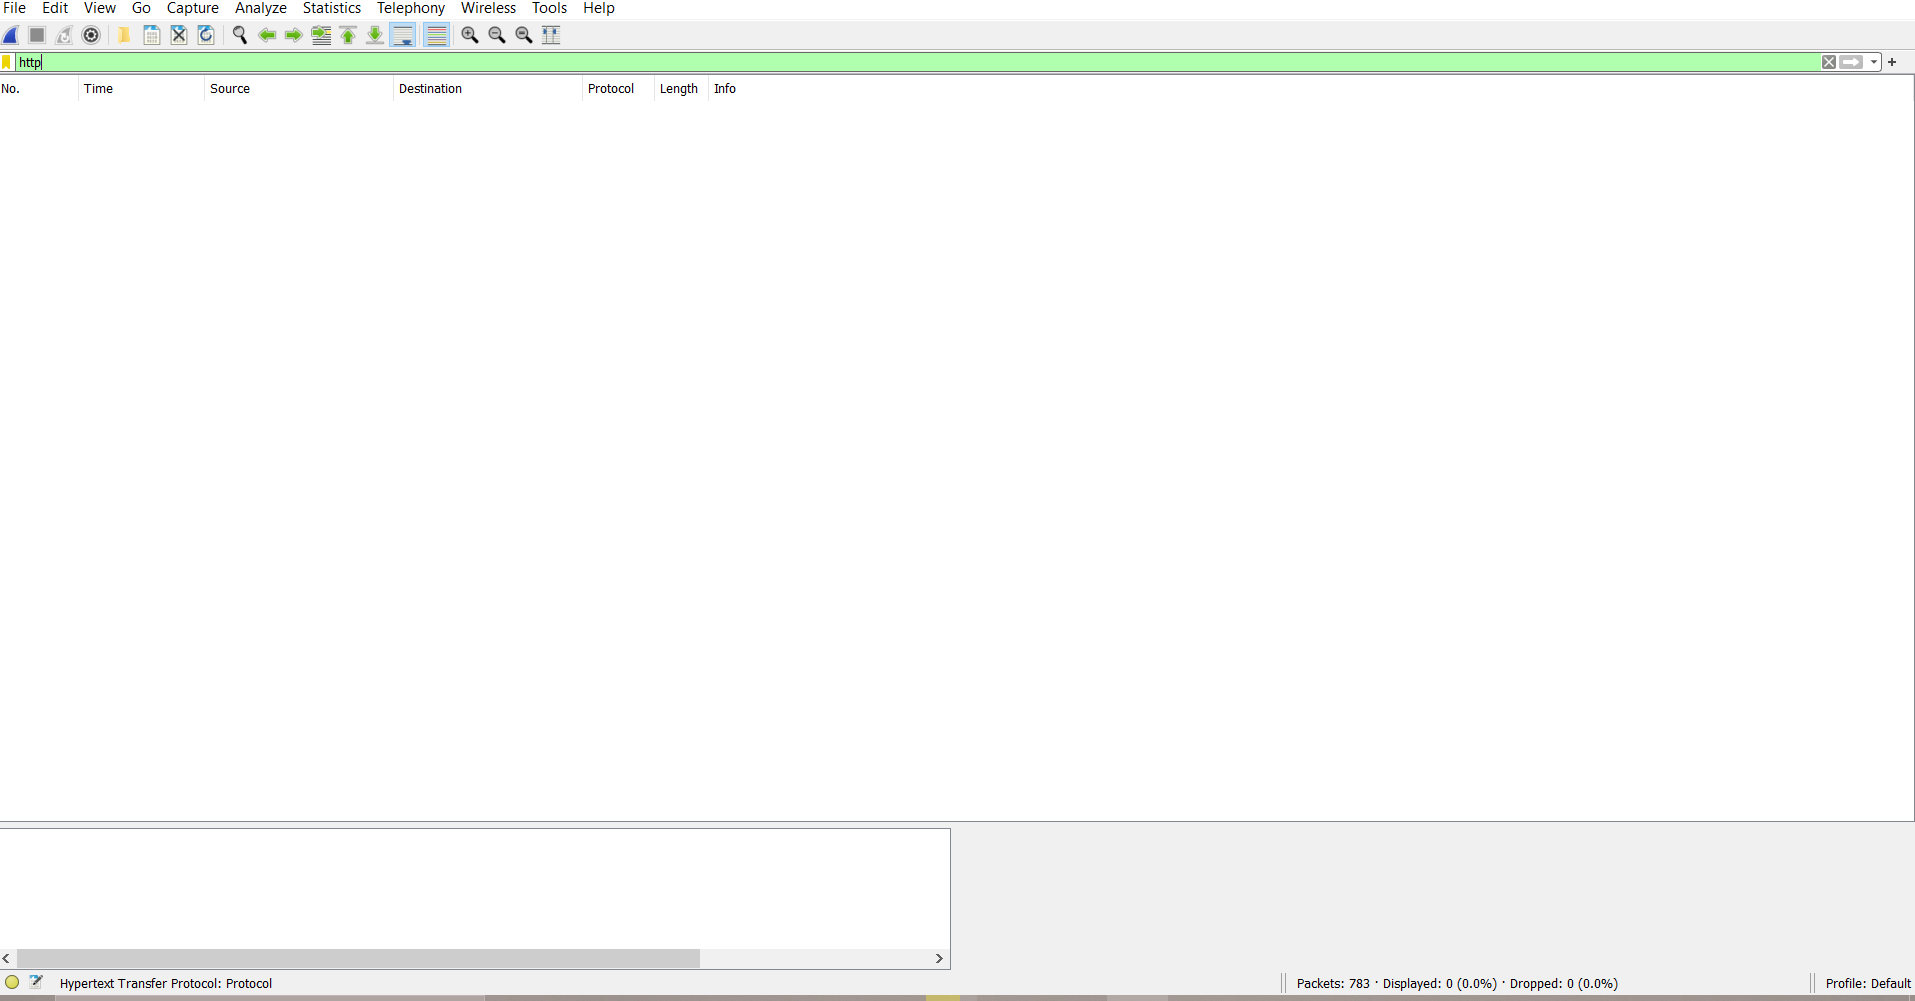 File Edit View Go Capture Analyze Statistics Telephony Wireless Tools Help
http
No. Time Source Destination Protocol Length Info
Hypertext Transfer Protocol: Protocol Packets: 783 · Displayed: 0 (0.0%) · Dropped: 0 (0.0%) Profile: Default